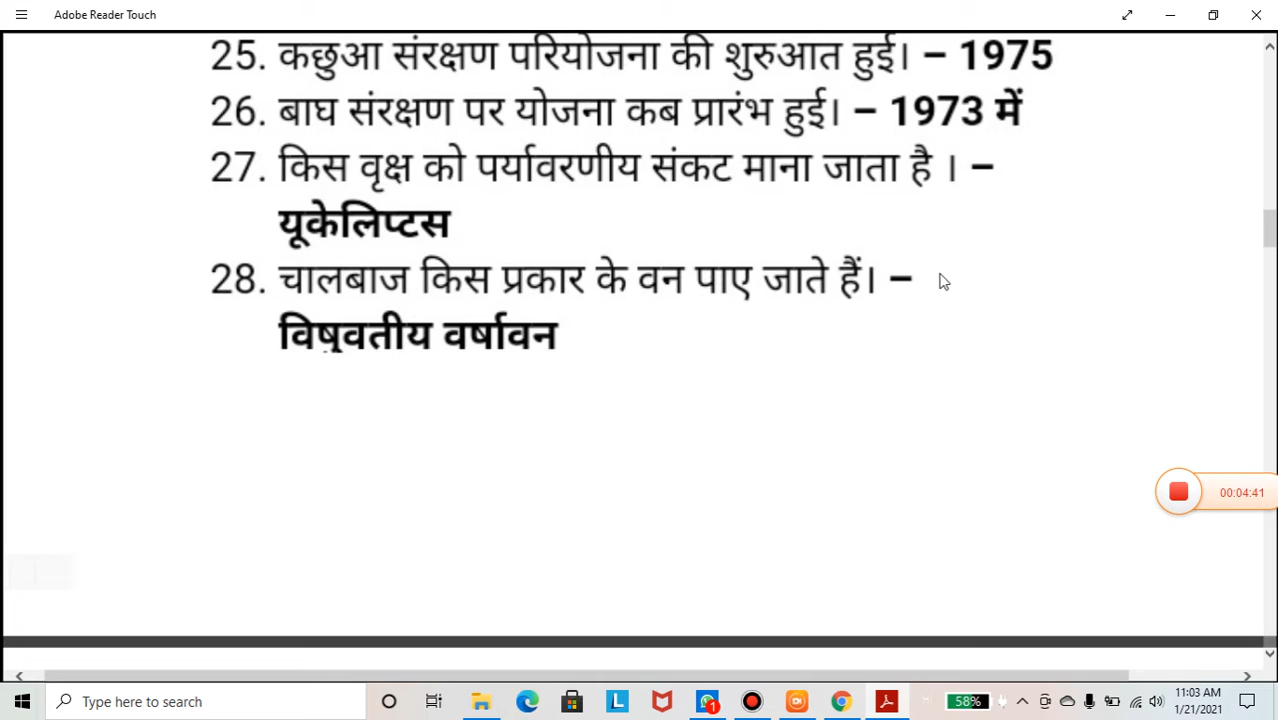 Adobe Reader Touch
25. कछुआ संरक्षण परियोजना की शुरुआत हुई। – 1975
26. बाघ संरक्षण पर योजना कब प्रारंभ हुई। – 1973 में
27. किस वृक्ष को पर्यावरणीय संकट माना जाता है । –
यूकेलिप्टस
28. चालबाज किस प्रकार के वन पाए जाते हैं। –
विषुवतीय वर्षावन
00:04:41
Type here to search
L
1
58%
11:03 AM
1/21/2021